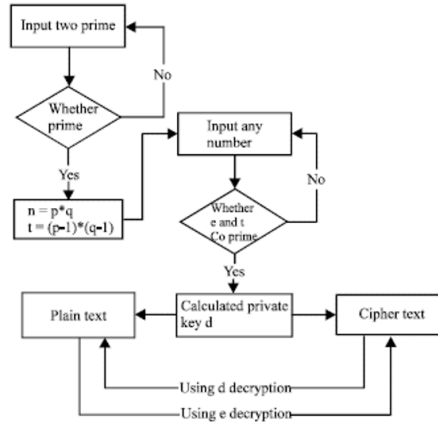 Input two prime
No
Whether
prime
Yes
n = p*q
t = (p-1)*(q-1)
Input any
number
No
Whether
e and t
Co prime
Yes
Plain text
Calculated private
key d
Cipher text
Using d decryption
Using e decryption